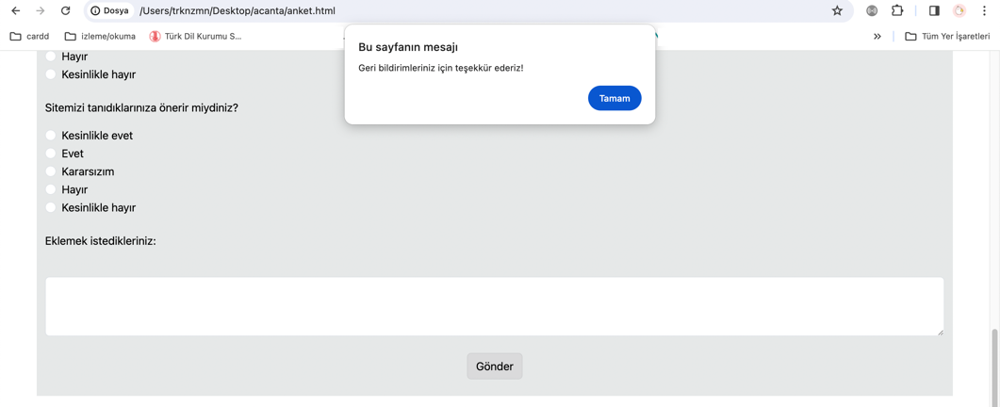 Dosya /Users/trknzmn/Desktop/acanta/anket.html
cardd izleme/okuma Türk Dil Kurumu S... » Tüm Yer İşaretleri
Bu sayfanın mesajı
Geri bildirimleriniz için teşekkür ederiz!
Tamam
Hayır
Kesinlikle hayır
Sitemizi tanıdıklarınıza önerir miydiniz?
Kesinlikle evet
Evet
Kararsızım
Hayır
Kesinlikle hayır
Eklemek istedikleriniz:
Gönder